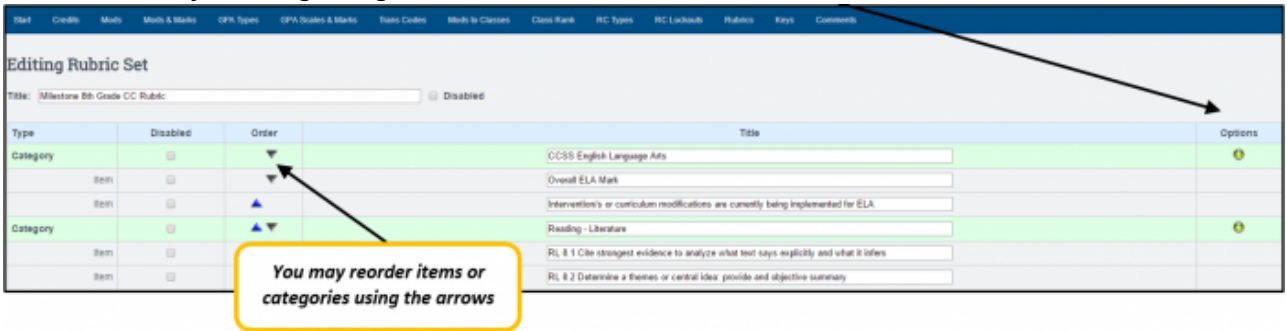 Start Credits Mods Mods & Marks GPA Types GPA Scales & Marks Trans Codes Mods to Classes Class Rank RC Types RC Lockouts Rubrics Keys Comments
Editing Rubric Set
Title: Milestone 8th Grade CC Rubric Disabled
Type Disabled Order Title Options
Category CCSS English Language Arts
Item Overall ELA Mark
Item Intervention's or curriculum modifications are currently being implemented for ELA
Category Reading - Literature
Item RL 8.1 Cite strongest evidence to analyze what text says explicitly and what it infers
Item RL 8.2 Determine a themes or central idea: provide and objective summary
You may reorder items or
categories using the arrows